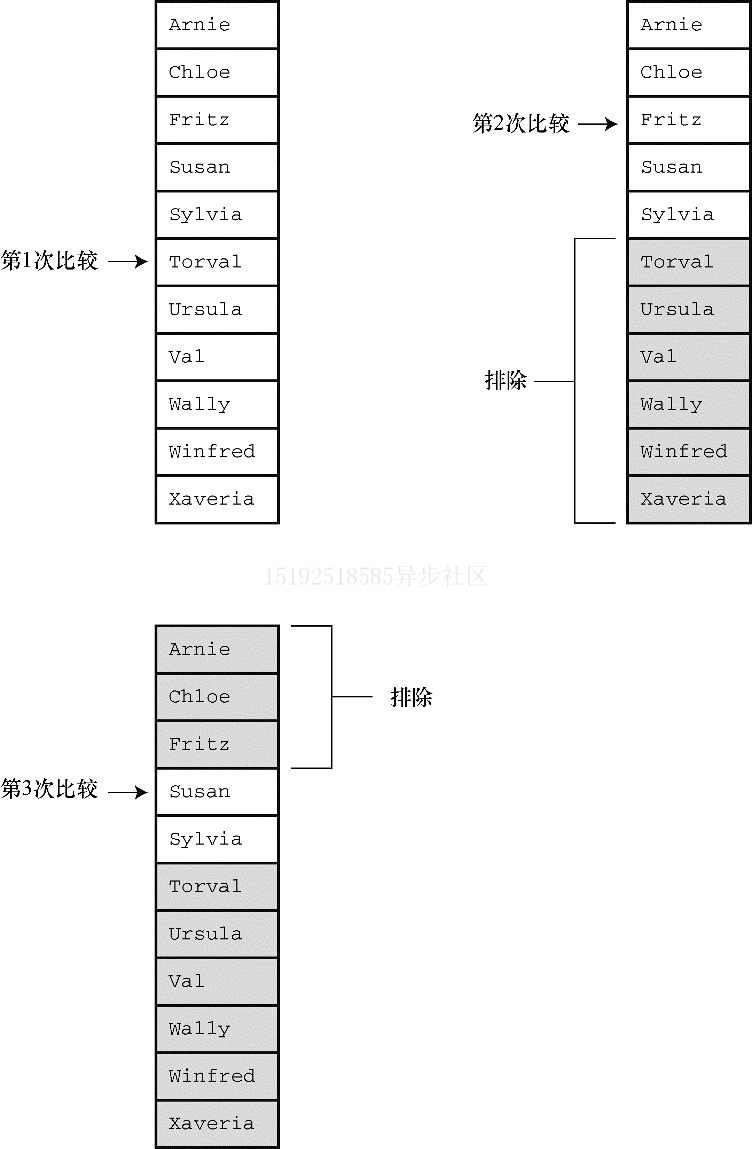 Arnie
Chloe
Fritz
Susan
Sylvia
第1次比较
Torval
Ursula
Val
Wally
Winfred
Xaveria
Arnie
Chloe
第2次比较
Fritz
Susan
Sylvia
Torval
Ursula
Val
排除
Wally
Winfred
Xaveria
15192518585异步社区
Arnie
Chloe
排除
Fritz
第3次比较
Susan
Sylvia
Torval
Ursula
Val
Wally
Winfred
Xaveria